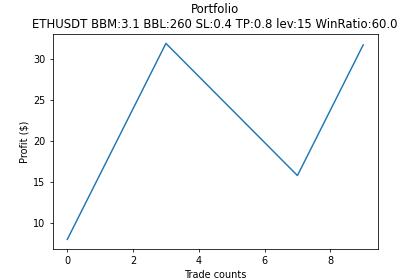 Portfolio
ETHUSDT BBM:3.1 BBL:260 SL:0.4 TP:0.8 lev:15 WinRatio:60.0
30
25
20
15
10
Profit ($)
0 2 4 6 8
Trade counts